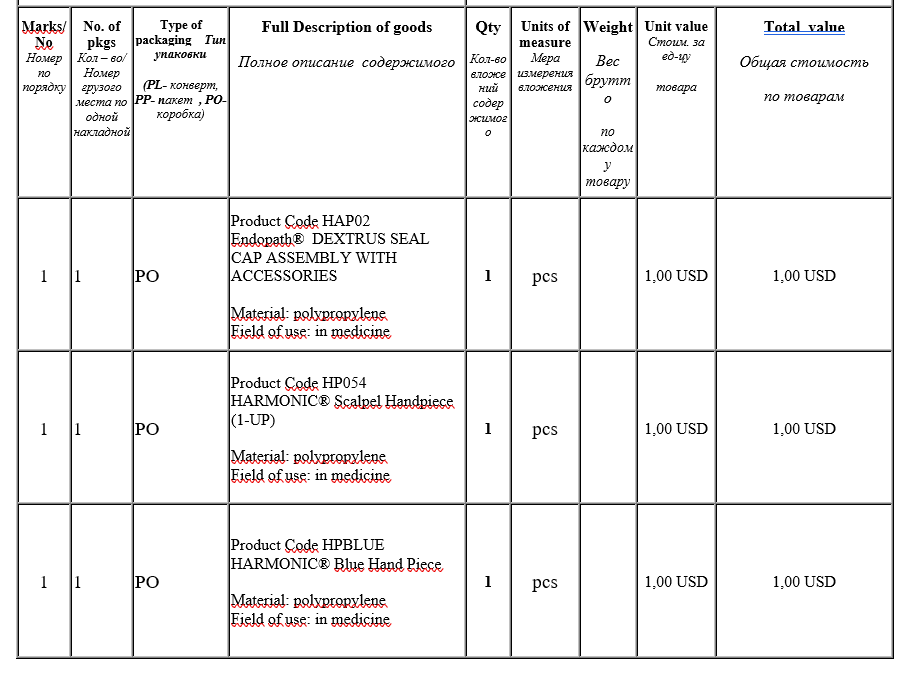 Marks/
No
Номер
по
порядку
No. of
pkgs
Кол – во/
Номер
грузого
места по
одной
накладной
Type of
packaging Тип
упаковки
(PL- конверт,
PP- пакет , PO-
коробка)
Full Description of goods
Полное описание содержимого
Qty
Кол-во
вложе
ний
содер
жимог
о
Units of
measure
Мера
измерения
вложения
Weight
Вес
брутт
о
по
каждом
у
товару
Unit value
Стоим. за
ед-цу
товара
Total value
Общая стоимость
по товарам
1
1
PO
Product Code HAP02
Endopath® DEXTRUS SEAL
CAP ASSEMBLY WITH
ACCESSORIES
Material: polypropylene
Field of use: in medicine
1
pcs
1,00 USD
1,00 USD
1
1
PO
Product Code HP054
HARMONIC® Scalpel Handpiece
(1-UP)
Material: polypropylene
Field of use: in medicine
1
pcs
1,00 USD
1,00 USD
1
1
PO
Product Code HPBLUE
HARMONIC® Blue Hand Piece
Material: polypropylene
Field of use: in medicine
1
pcs
1,00 USD
1,00 USD